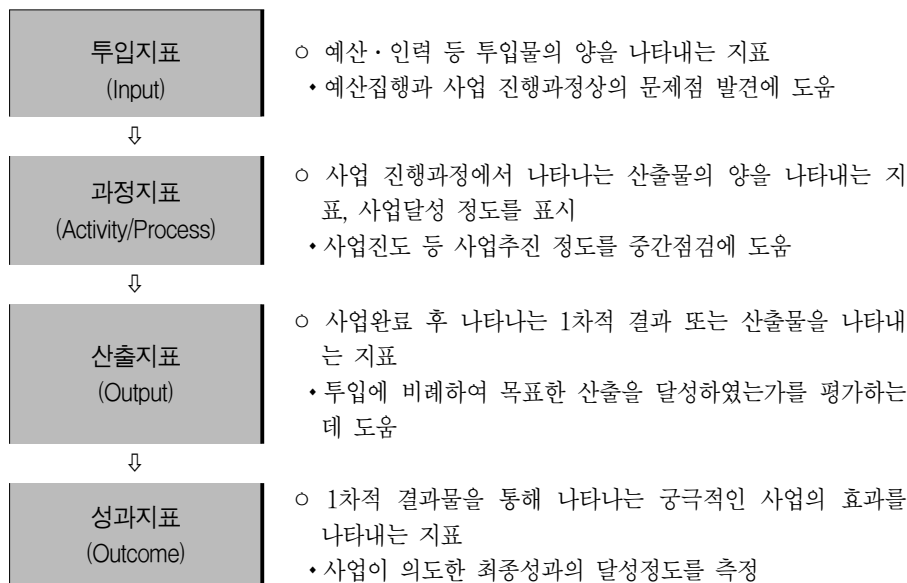 투입지표
(Input)
○ 예산・인력 등 투입물의 양을 나타내는 지표
・예산집행과 사업 진행과정상의 문제점 발견에 도움
⇩
과정지표
(Activity/Process)
○ 사업 진행과정에서 나타나는 산출물의 양을 나타내는 지
표, 사업달성 정도를 표시
・사업진도 등 사업추진 정도를 중간점검에 도움
⇩
산출지표
(Output)
○ 사업완료 후 나타나는 1차적 결과 또는 산출물을 나타내
는 지표
・투입에 비례하여 목표한 산출을 달성하였는가를 평가하는
데 도움
⇩
성과지표
(Outcome)
○ 1차적 결과물을 통해 나타나는 궁극적인 사업의 효과를
나타내는 지표
・사업이 의도한 최종성과의 달성정도를 측정